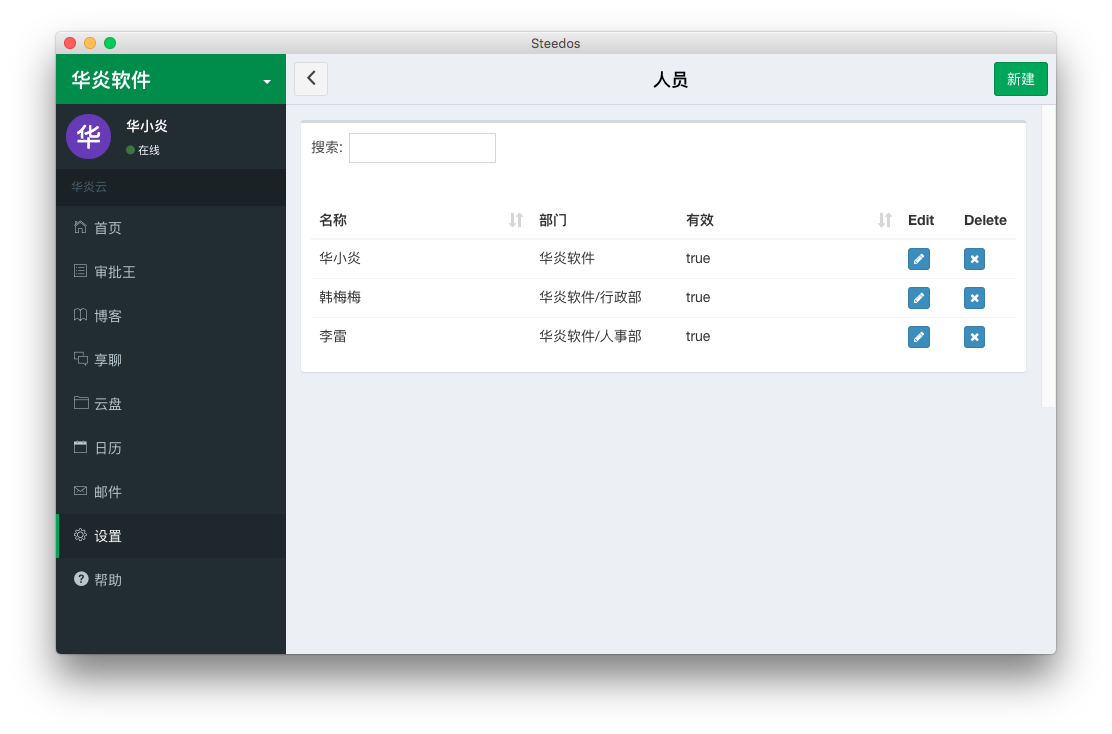 Steedos
华炎软件
人员
新建
华
华小炎
在线
华炎云
首页
审批王
博客
享聊
云盘
日历
邮件
设置
帮助
搜索:
名称 部门 有效 Edit Delete
华小炎 华炎软件 true
韩梅梅 华炎软件/行政部 true
李雷 华炎软件/人事部 true